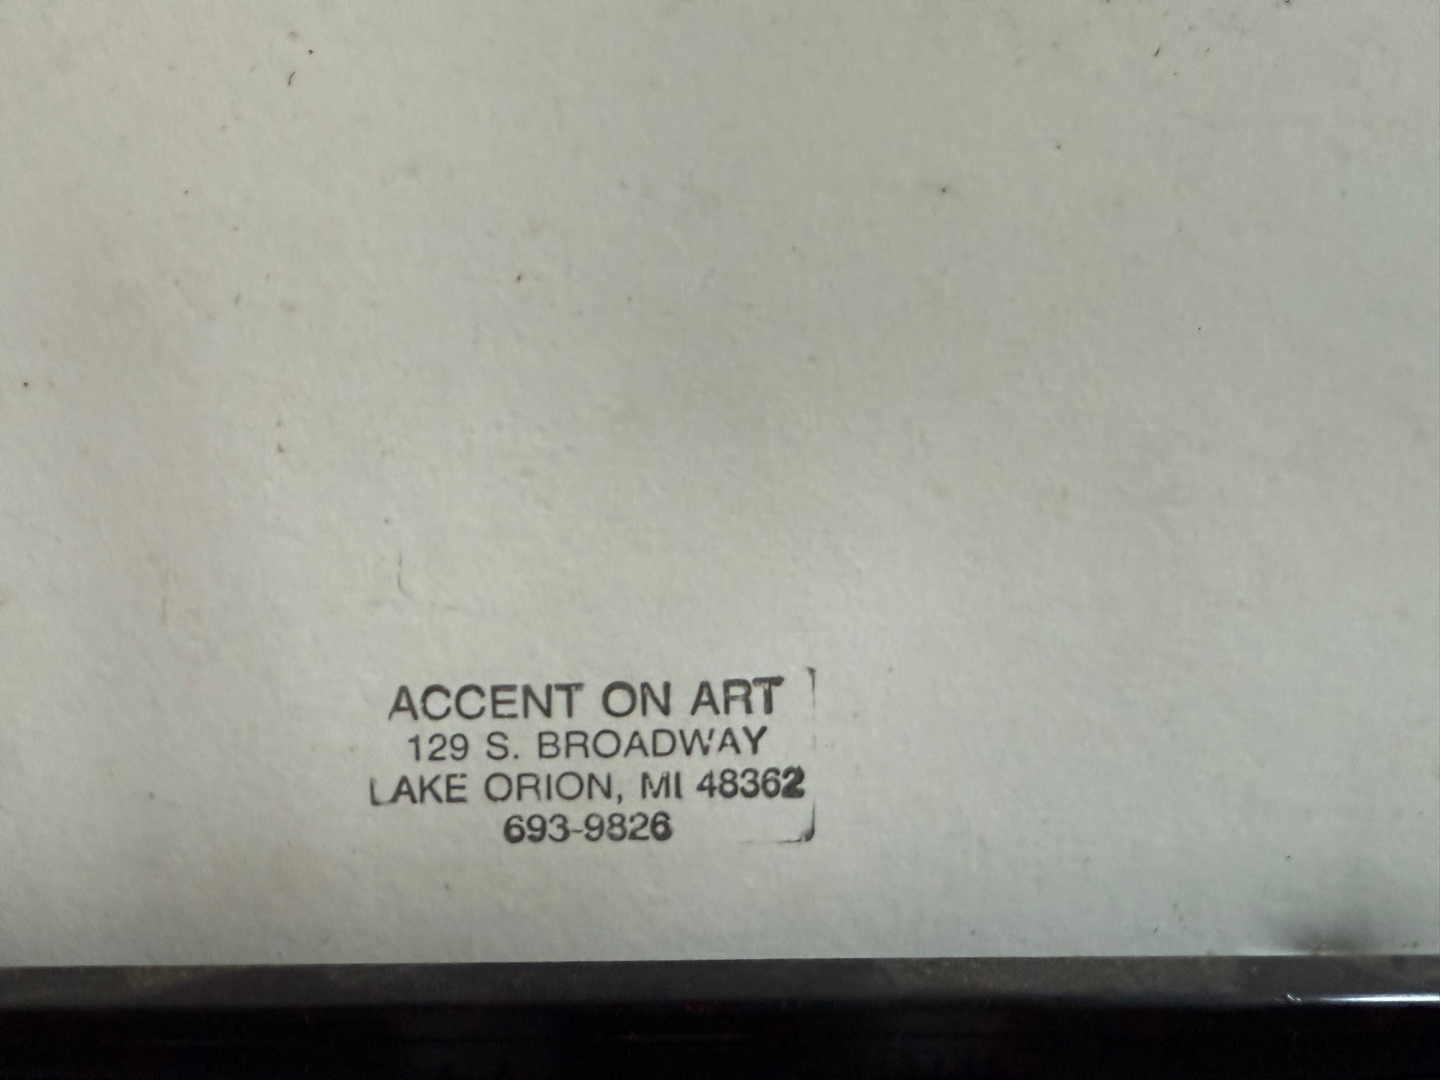 ACCENT ON ART
129 S. BROADWAY
LAKE ORION, MI 48362
693-9826